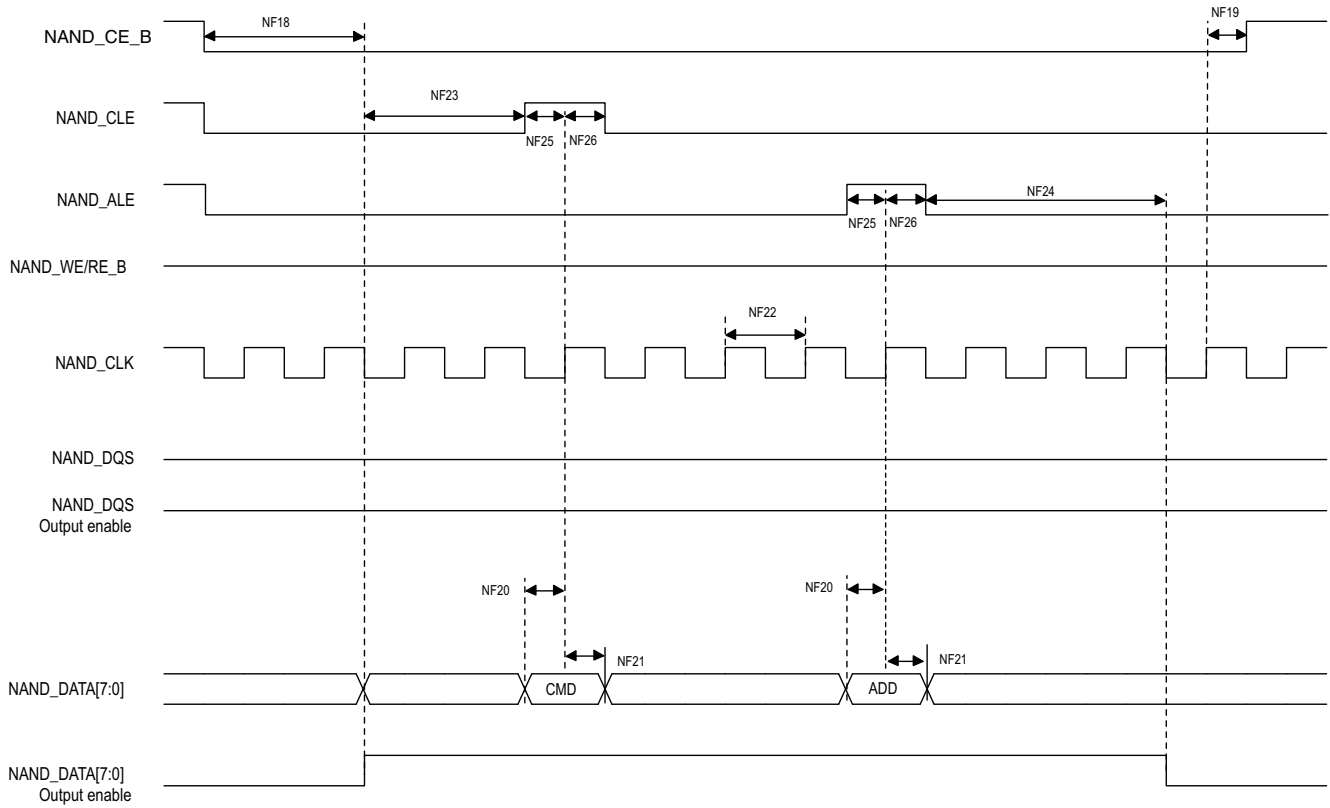 NF18
NF19
NAND_CE_B
NF23
NAND_CLE
NF25 NF26
NAND_ALE
NF24
NF25 NF26
NAND_WE/RE_B
NF22
NAND_CLK
NAND_DQS
NAND_DQS
Output enable
NF20
NF20
NF21
NF21
NAND_DATA[7:0]
CMD
ADD
NAND_DATA[7:0]
Output enable